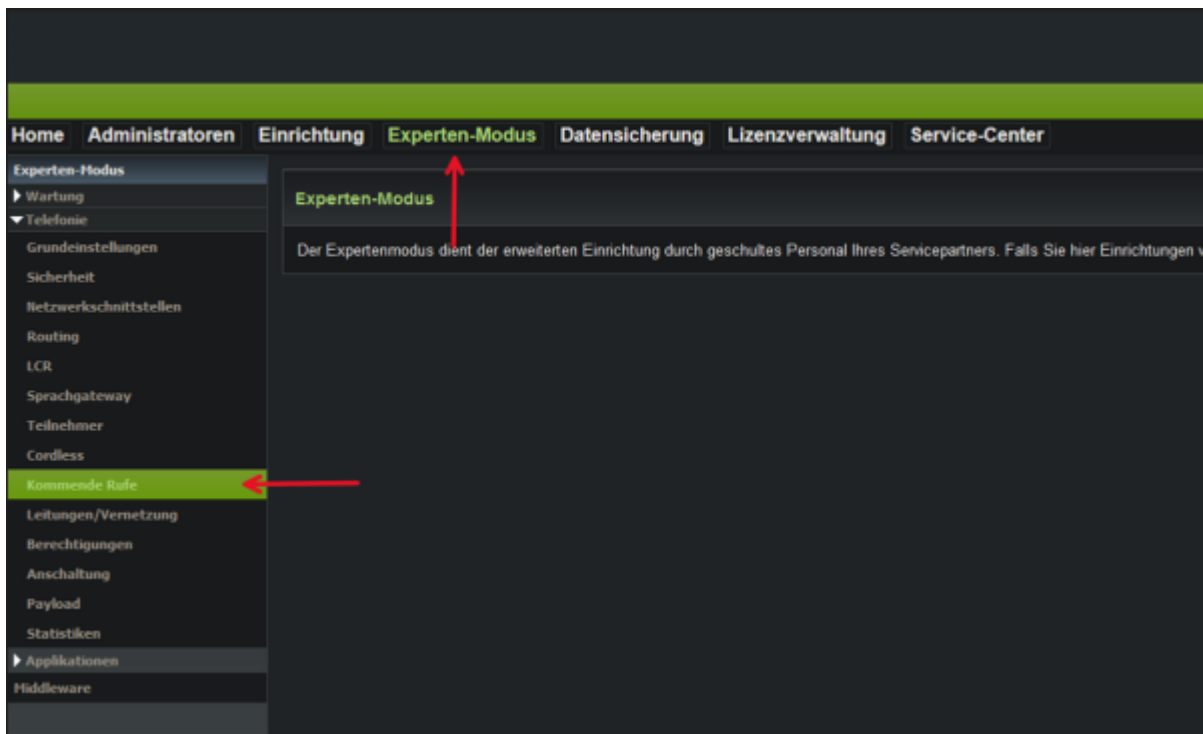 Home Administratoren Einrichtung Experten-Modus Datensicherung Lizenzverwaltung Service-Center
Experten-Modus
Wartung
Telefonie
Grundeinstellungen
Sicherheit
Netzwerkschnittstellen
Routing
LCR
Sprachgateway
Teilnehmer
Cordless
Kommende Rufe
Leitungen/Vernetzung
Berechtigungen
Anschaltung
Payload
Statistiken
Applikationen
Middleware
Experten-Modus
Der Expertenmodus dient der erweiterten Einrichtung durch geschultes Personal Ihres Servicepartners. Falls Sie hier Einrichtungen v